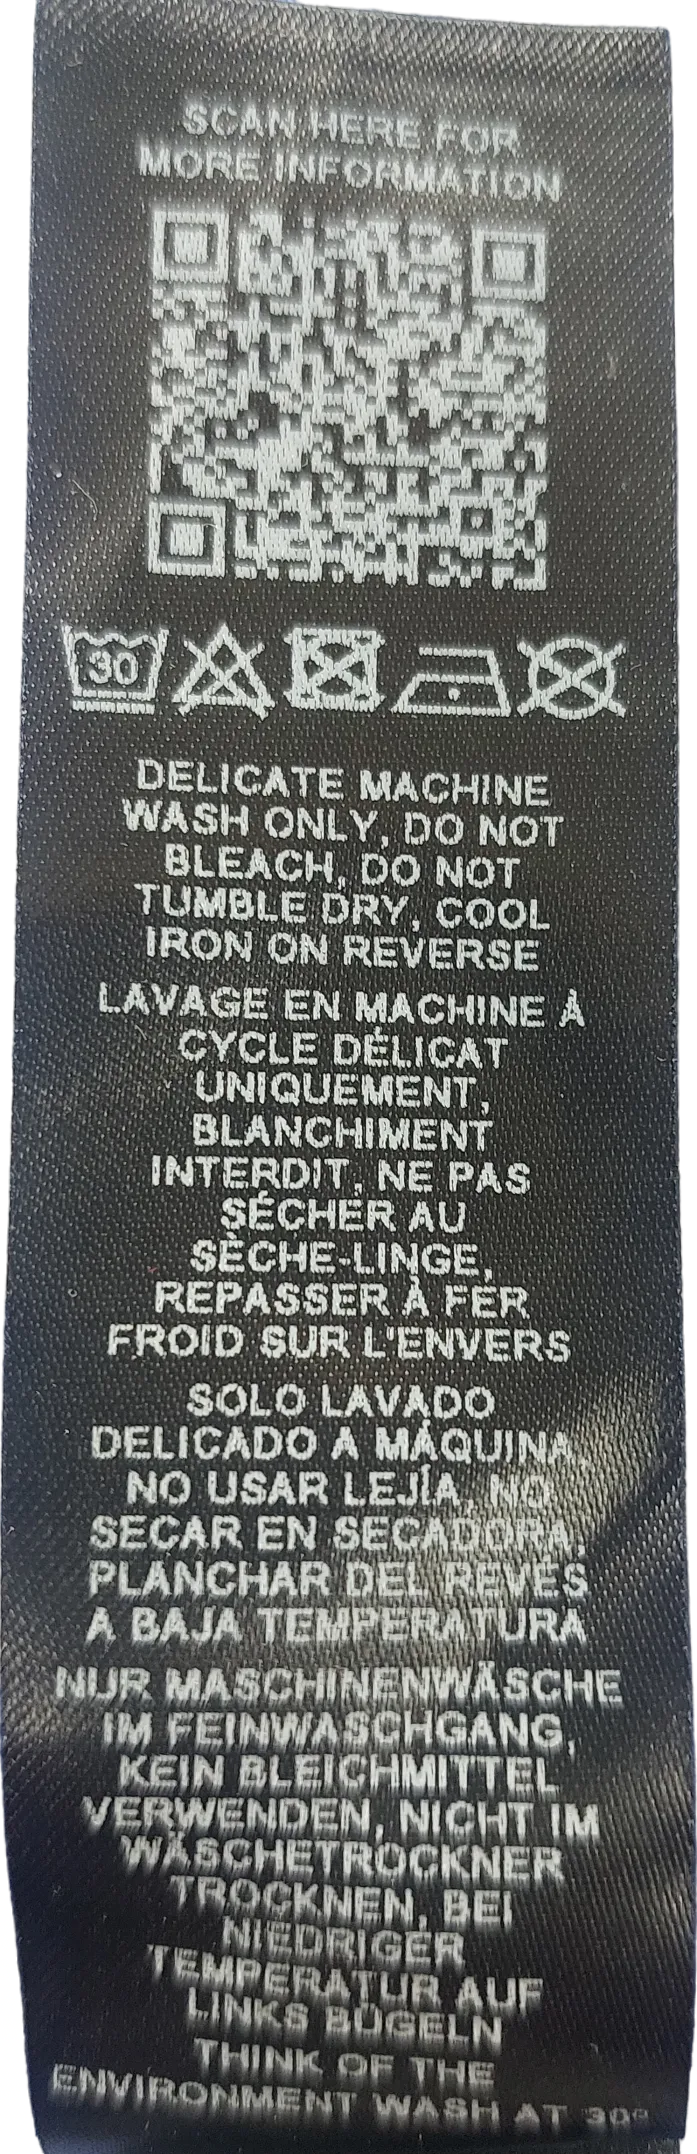 SCAN HERE FOR
MORE INFORMATION
30
DELICATE MACHINE
WASH ONLY, DO NOT
BLEACH, DO NOT
TUMBLE DRY, COOL
IRON ON REVERSE
LAVAGE EN MACHINE À
CYCLE DÉLICAT
UNIQUEMENT,
BLANCHIMENT
INTERDIT, NE PAS
SÉCHER AU
SÈCHE-LINGE,
REPASSER À FER
FROID SUR L'ENVERS
SOLO LAVADO
DELICADO A MÁQUINA,
NO USAR LEJÍA, NO
SECAR EN SECADORA,
PLANCHAR DEL REVÉS
A BAJA TEMPERATURA
NUR MASCHINENWÄSCHE
IM FEINWASCHGANG,
KEIN BLEICHMITTEL
VERWENDEN, NICHT IM
WÄSCHETROCKNER
TROCKNEN, BEI
NIEDRIGER
TEMPERATUR AUF
LINKS BÜGELN
THINK OF THE
ENVIRONMENT WASH AT 30º